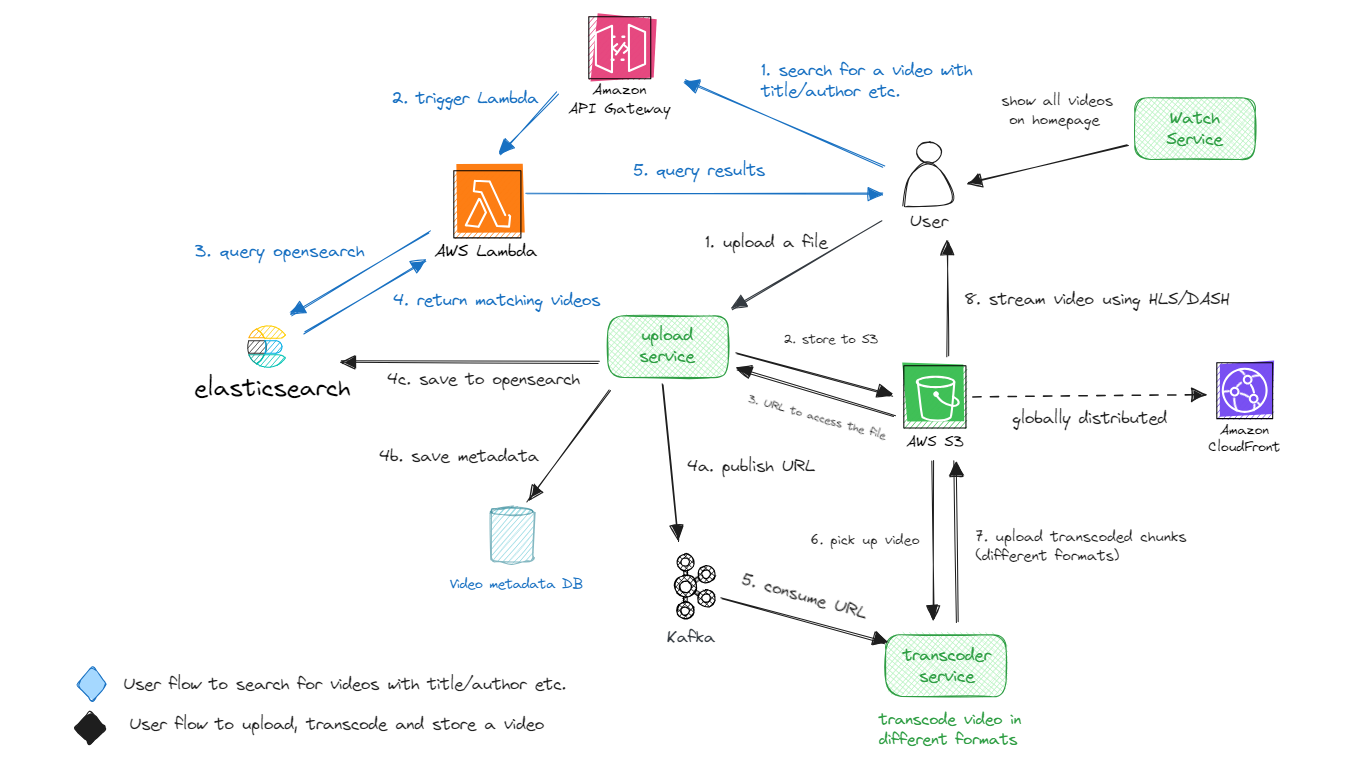 Amazon
API Gateway
1. search for a video with
title/author etc.
2. trigger Lambda
show all videos
on homepage
Watch
Service
5. query results
User
AWS Lambda
3. query opensearch
4. return matching videos
1. upload a file
upload
service
2. store to S3
3. URL to access the file
8. stream video using HLS/DASH
elasticsearch
4c. save to opensearch
AWS S3
globally distributed
Amazon
CloudFront
4b. save metadata
4a. publish URL
Video metadata DB
6. pick up video
7. upload transcoded chunks
(different formats)
Kafka
5. consume URL
transcoder
service
transcode video in
different formats
User flow to search for videos with title/author etc.
User flow to upload, transcode and store a video